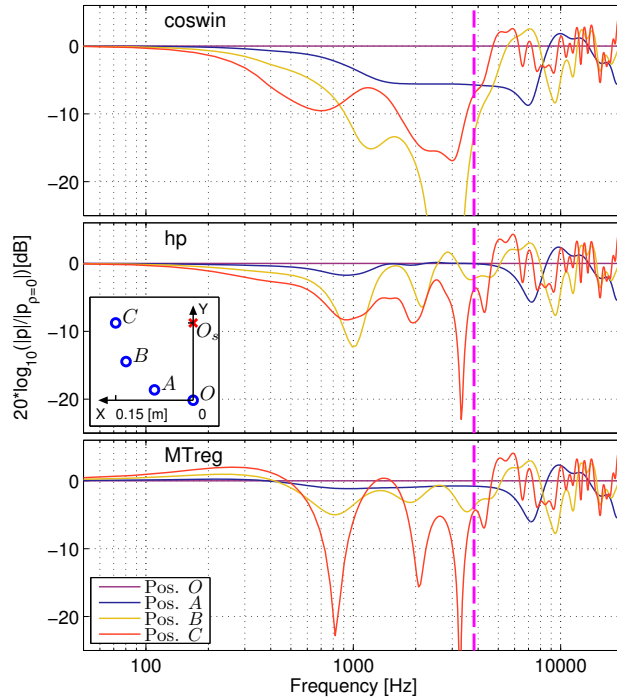 coswin
0
−10
−20
hp
0
−10
−20
C
B
A
O
Y
O_s
X 0.15 [m] 0
MTreg
0
−10
−20
Pos. O
Pos. A
Pos. B
Pos. C
20*log10(|p|/|pρ=0|)[dB]
100 1000 10000
Frequency [Hz]